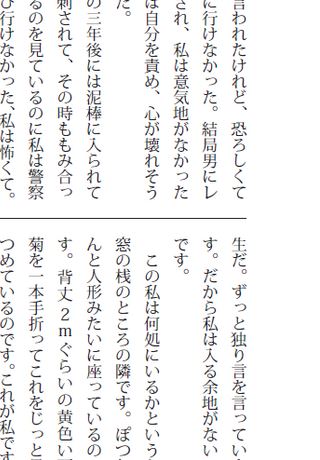 言われたけれど、恐ろしくて
に行けなかった。結局男にレ
され、私は意気地がなかった
は自分を責め、心が壊れそう
た。
の三年後には泥棒に入られて
刺されて、その時ももみ合っ
るのを見ているのに私は警察
び行けなかった、私は怖くて。
生だ。ずっと独り言を言ってい
す。だから私は入る余地がない
です。
この私は何処にいるかという
窓の桟のところの隣です。ぽつ
んと人形みたいに座っているの
す。背丈2mぐらいの黄色い
菊を一本手折ってこれをじっと
つめているのです。これが私です